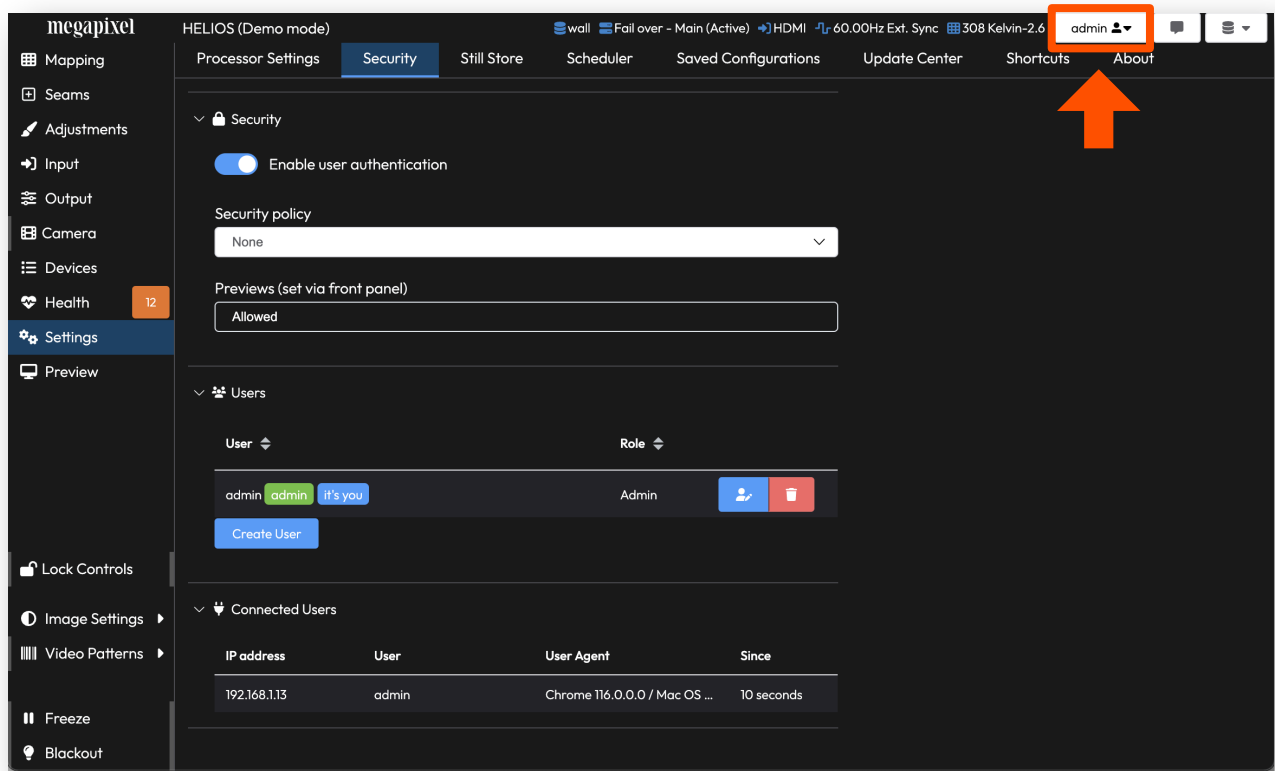 megapixel
HELIOS (Demo mode)
wall Fail over - Main (Active) HDMI 60.00Hz Ext. Sync 308 Kelvin-2.6
admin
Processor Settings Security Still Store Scheduler Saved Configurations Update Center Shortcuts About
Mapping
Seams
Adjustments
Input
Output
Camera
Devices
Health 12
Settings
Preview
Lock Controls
Image Settings
Video Patterns
Freeze
Blackout
Security
Enable user authentication
Security policy
None
Previews (set via front panel)
Allowed
Users
User Role
admin admin it's you Admin
Create User
Connected Users
IP address User User Agent Since
192.168.1.13 admin Chrome 116.0.0.0 / Mac OS ... 10 seconds